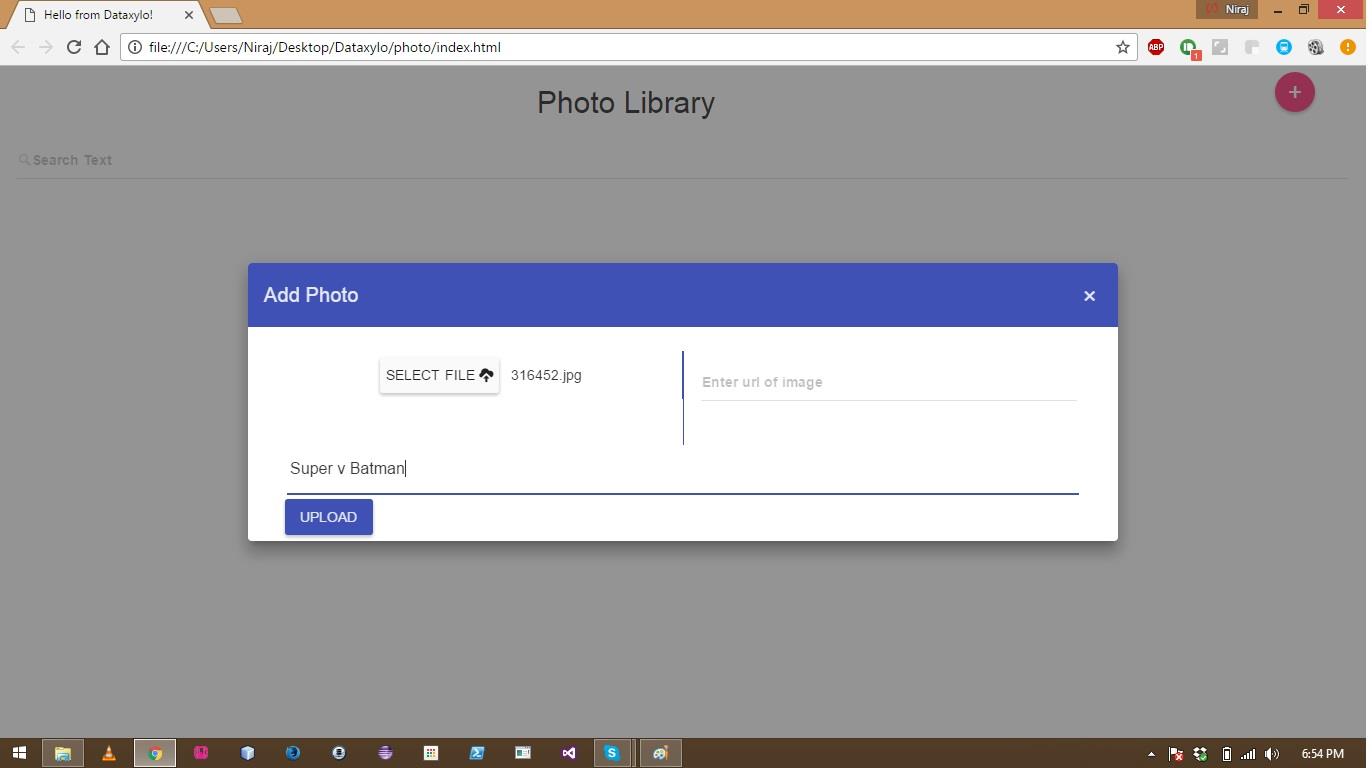 Hello from Dataxylo!
Niraj
file:///C:/Users/Niraj/Desktop/Dataxylo/photo/index.html
ABP
1
Photo Library
+
Search Text
Add Photo
×
SELECT FILE
316452.jpg
Enter url of image
Super v Batman
UPLOAD
6:54 PM